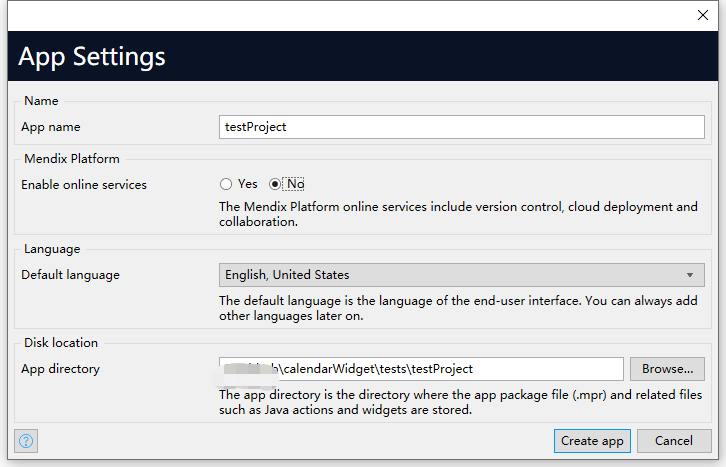 App Settings
Name
App name
testProject
Mendix Platform
Enable online services
Yes
No
The Mendix Platform online services include version control, cloud deployment and
collaboration.
Language
Default language
English, United States
The default language is the language of the end-user interface. You can always add
other languages later on.
Disk location
App directory
\calendarWidget\tests\testProject
Browse...
The app directory is the directory where the app package file (.mpr) and related files
such as Java actions and widgets are stored.
?
Create app
Cancel